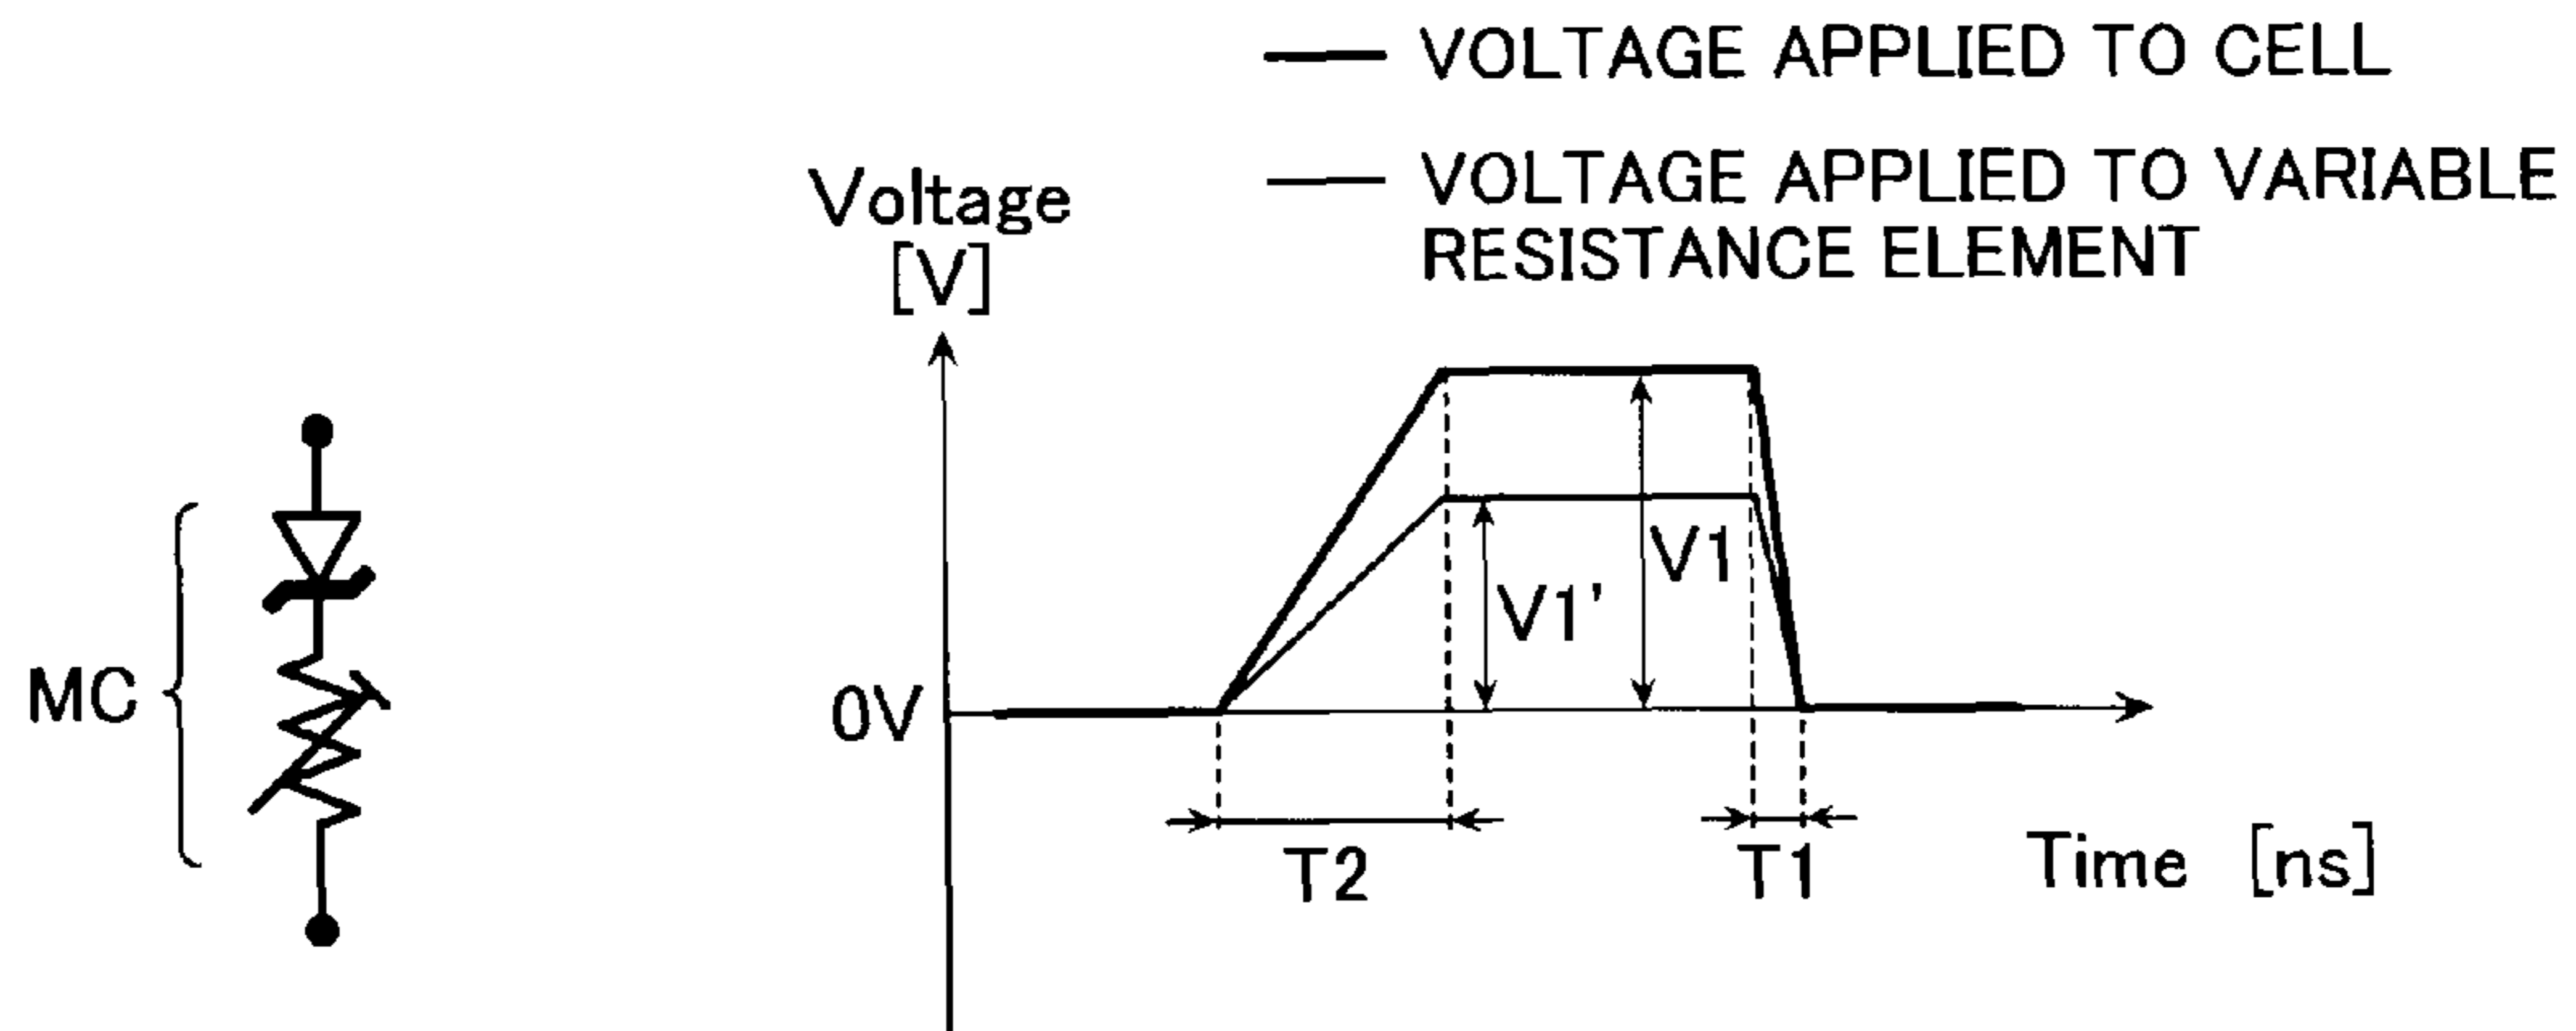 VOLTAGE APPLIED TO CELL
VOLTAGE APPLIED TO VARIABLE
RESISTANCE ELEMENT
Voltage
[V]
MC
0V
V1'
V1
T2
T1
Time [ns]